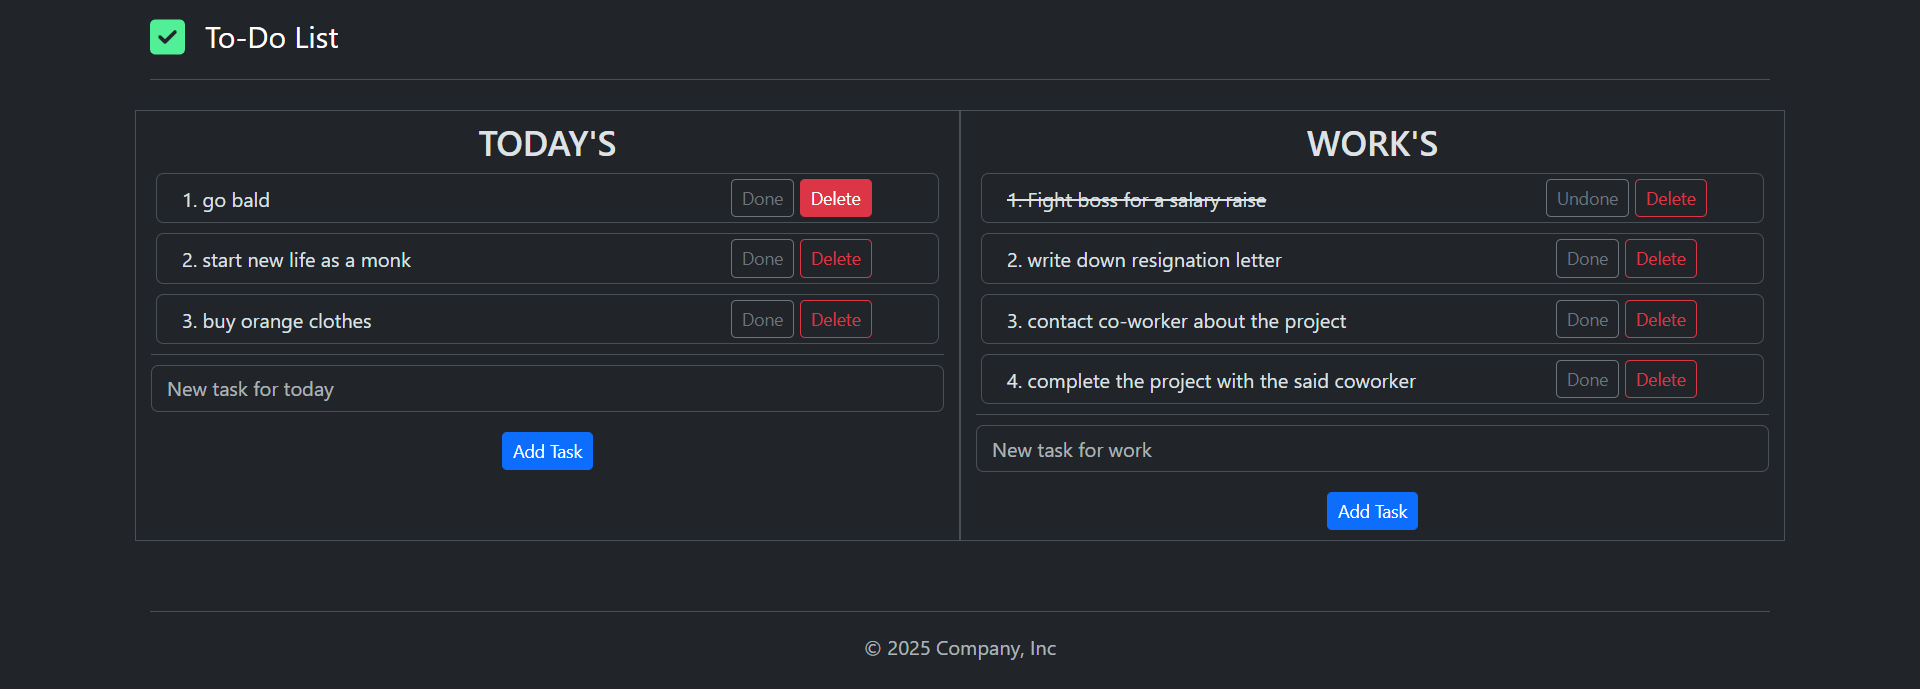 To-Do List
TODAY'S
1. go bald Done Delete
2. start new life as a monk Done Delete
3. buy orange clothes Done Delete
New task for today
Add Task
WORK'S
1. Fight boss for a salary raise Undone Delete
2. write down resignation letter Done Delete
3. contact co-worker about the project Done Delete
4. complete the project with the said coworker Done Delete
New task for work
Add Task
© 2025 Company, Inc